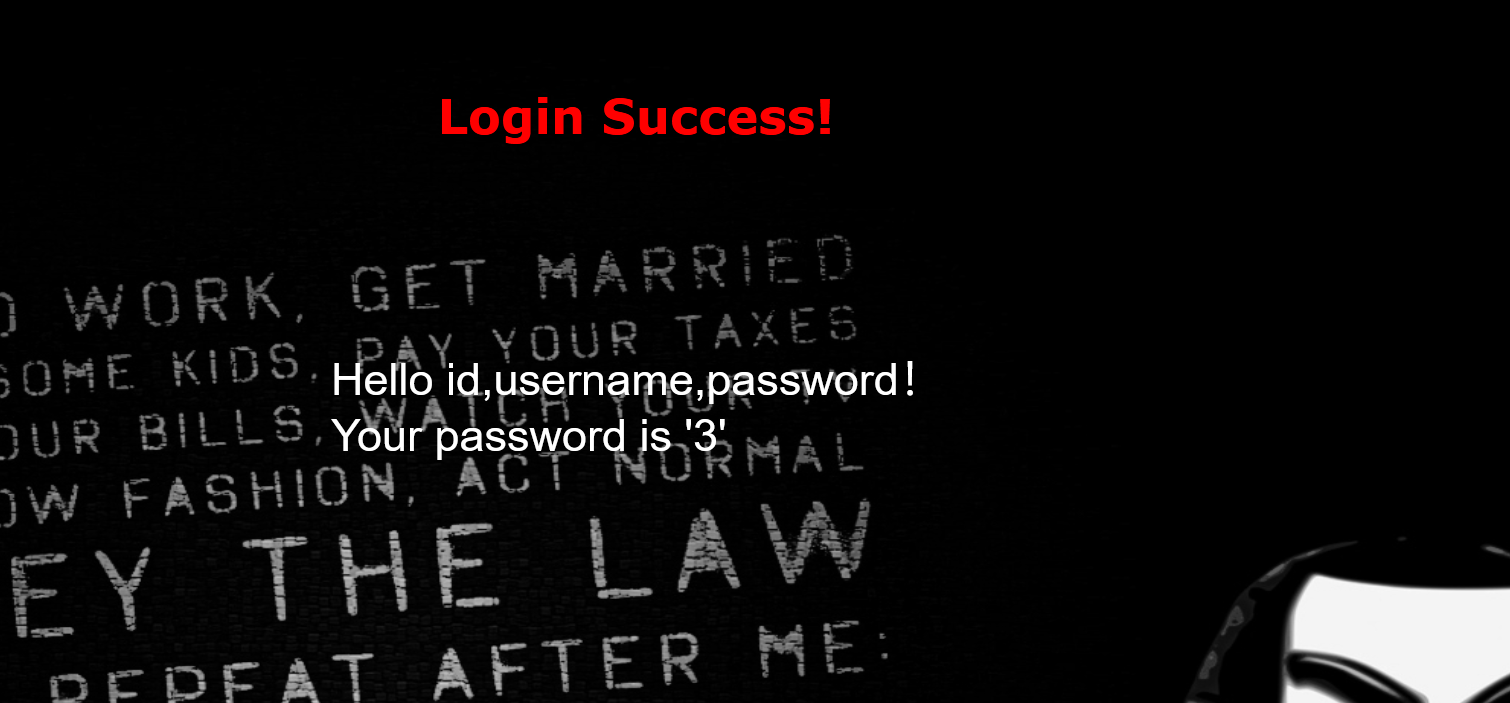 Login Success!
WORK, GET MARRIED
SOME KIDS, PAY YOUR TAXES
Hello id,username,password!
WATCH YOUR TV
OUR BILLS,
Your password is '3'
OW FASHION, ACT NORMAL
EY THE LAW
REPEAT AFTER ME: